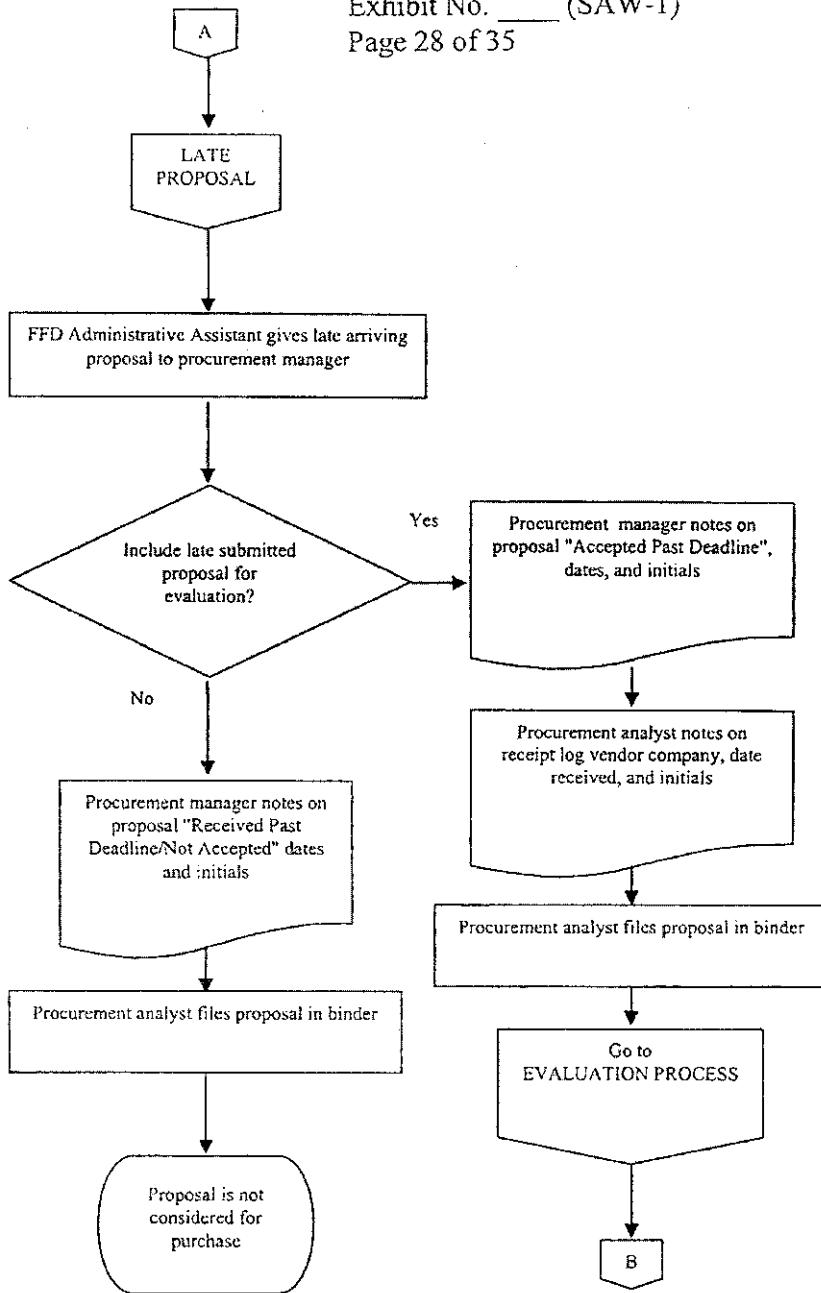 Exhibit No. ____ (SAW-1)
Page 28 of 35
A
LATE
PROPOSAL
FFD Administrative Assistant gives late arriving
proposal to procurement manager
Include late submitted
proposal for
evaluation?
Yes
Procurement manager notes on
proposal "Accepted Past Deadline",
dates, and initials
Procurement analyst notes on
receipt log vendor company, date
received, and initials
Procurement analyst files proposal in binder
Go to
EVALUATION PROCESS
B
No
Procurement manager notes on
proposal "Received Past
Deadline/Not Accepted" dates
and initials
Procurement analyst files proposal in binder
Proposal is not
considered for
purchase